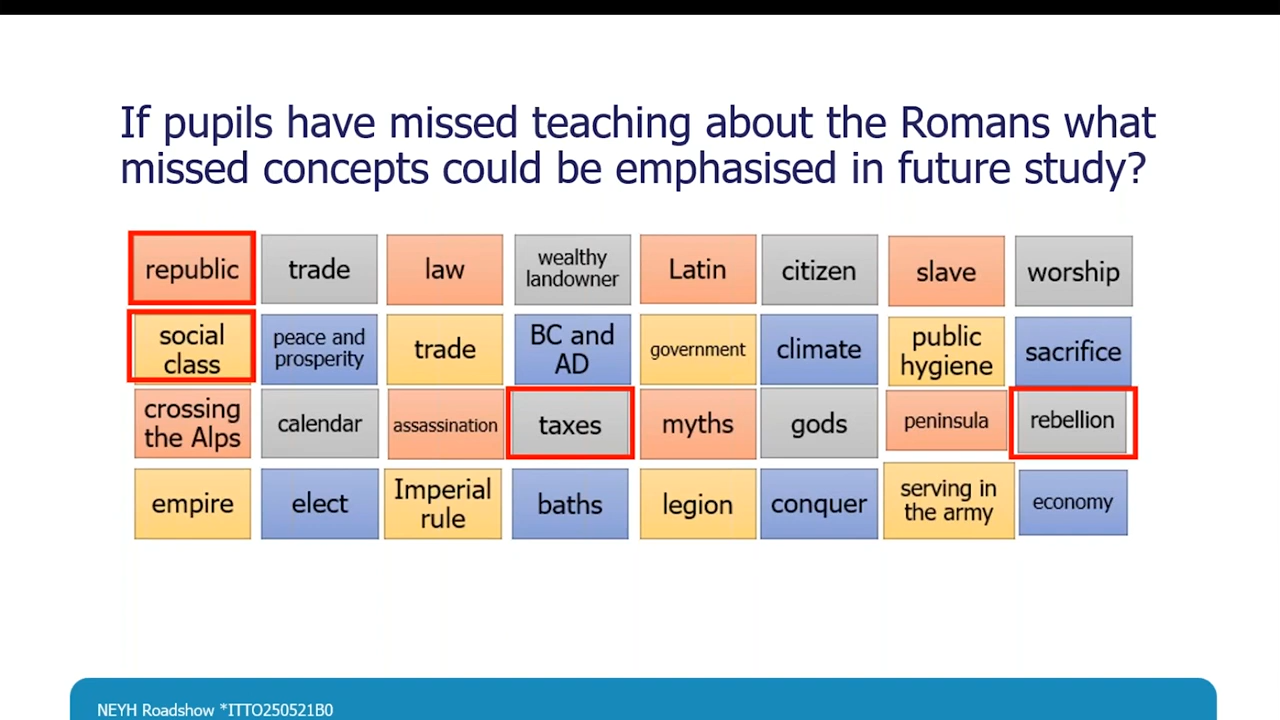 If pupils have missed teaching about the Romans what
missed concepts could be emphasised in future study?
republic
trade
law
wealthy
landowner
Latin
citizen
slave
worship
social
class
peace and
prosperity
trade
BC and
AD
government
climate
public
hygiene
sacrifice
crossing
the Alps
calendar
assassination
taxes
myths
gods
peninsula
rebellion
empire
elect
Imperial
rule
baths
legion
conquer
serving in
the army
economy
NEYH Roadshow *ITTO250521B0